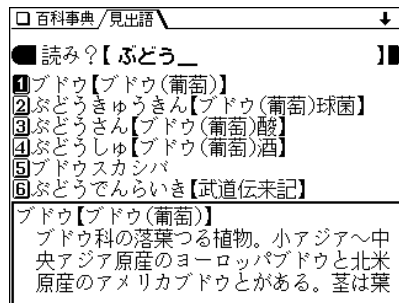 百科事典/見出語
読み?【ぶどう_ 】
1ブドウ【ブドウ(葡萄)】
2ぶどうきゅうきん【ブドウ(葡萄)球菌】
3ぶどうさん【ブドウ(葡萄)酸】
4ぶどうしゅ【ブドウ(葡萄)酒】
5ブドウスカシバ
6ぶどうでんらいき【武道伝来記】
ブドウ【ブドウ(葡萄)】
ブドウ科の落葉つる植物。小アジア〜中
央アジア原産のヨーロッパブドウと北米
原産のアメリカブドウとがある。茎は葉